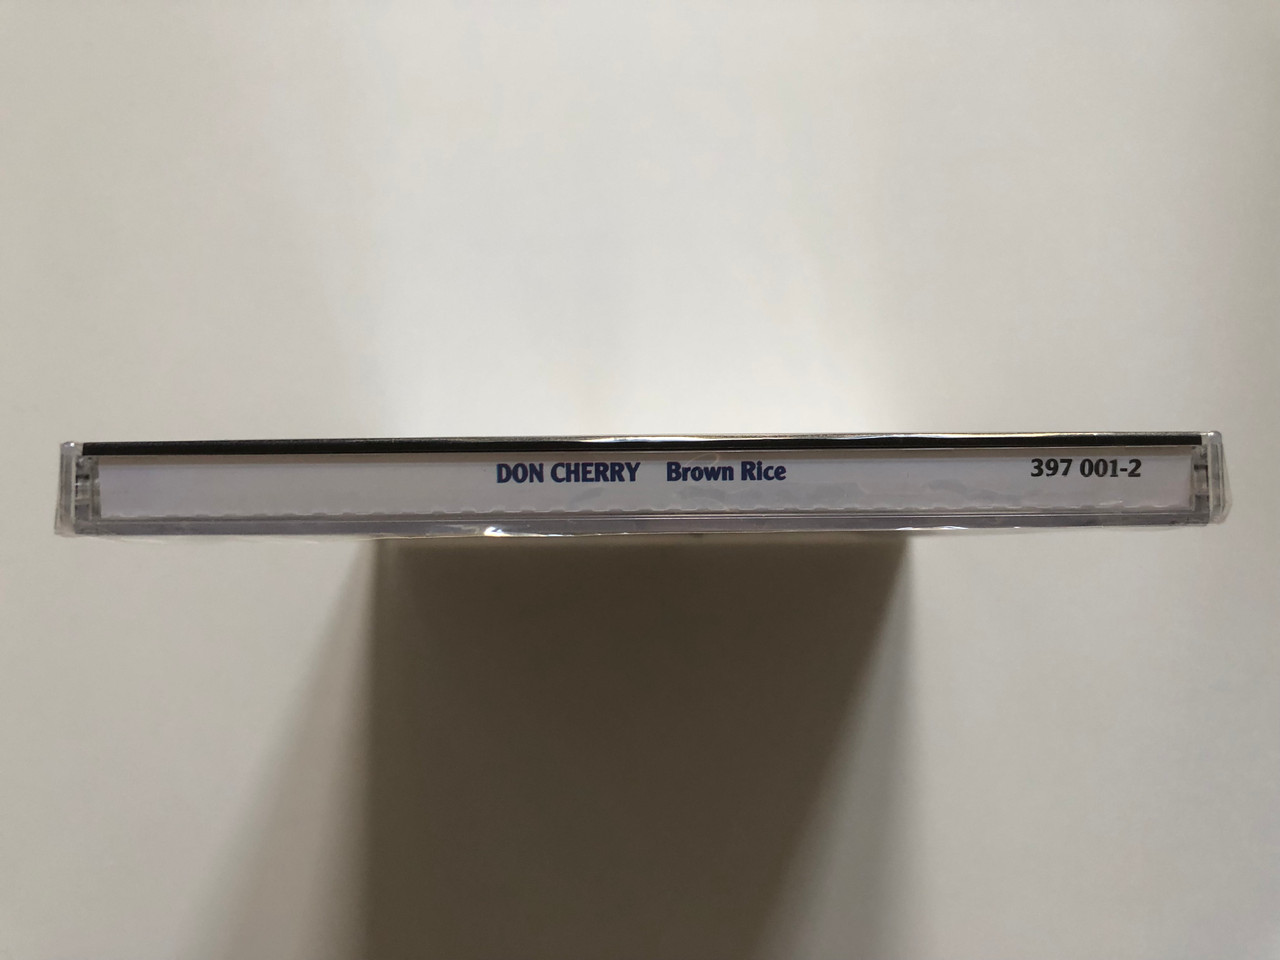 DON CHERRY Brown Rice 397 001-2